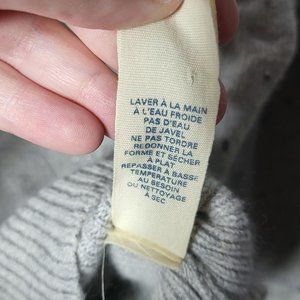 LAVER À LA MAIN
À L'EAU FROIDE
PAS D'EAU
DE JAVEL
NE PAS TORDRE
REDONNER LA
FORME ET SÉCHER
À PLAT
REPASSER À BASSE
TEMPÉRATURE
AU BESOIN
OU NETTOYAGE
À SEC